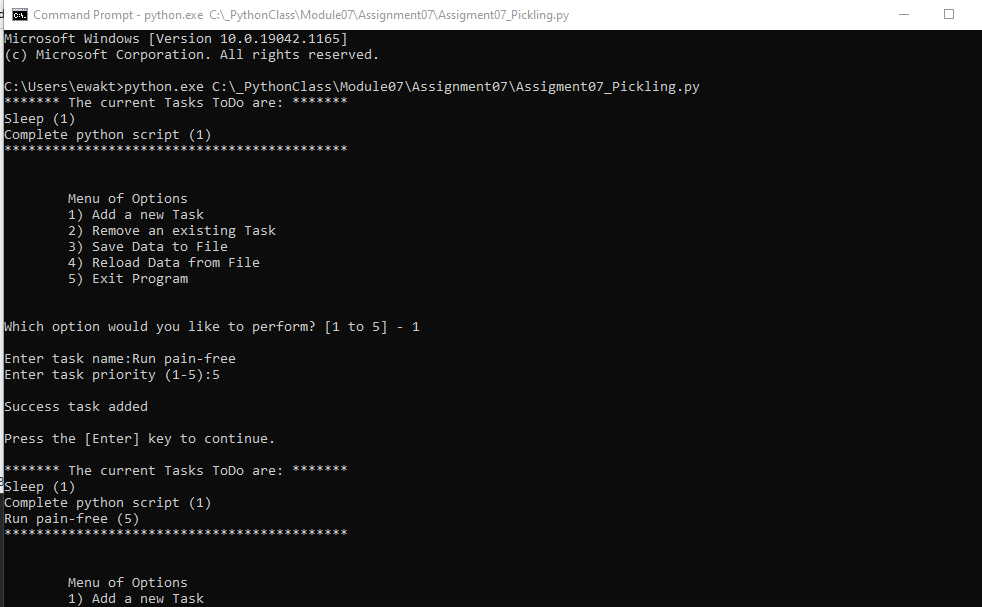 Command Prompt - python.exe C:\_PythonClass\Module07\Assignment07\Assigment07_Pickling.py
Microsoft Windows [Version 10.0.19042.1165]
(c) Microsoft Corporation. All rights reserved.
C:\Users\ewakt>python.exe C:\_PythonClass\Module07\Assignment07\Assigment07_Pickling.py
******* The current Tasks ToDo are: *******
Sleep (1)
Complete python script (1)
*******************************************
Menu of Options
1) Add a new Task
2) Remove an existing Task
3) Save Data to File
4) Reload Data from File
5) Exit Program
Which option would you like to perform? [1 to 5] - 1
Enter task name:Run pain-free
Enter task priority (1-5):5
Success task added
Press the [Enter] key to continue.
******* The current Tasks ToDo are: *******
Sleep (1)
Complete python script (1)
Run pain-free (5)
*******************************************
Menu of Options
1) Add a new Task